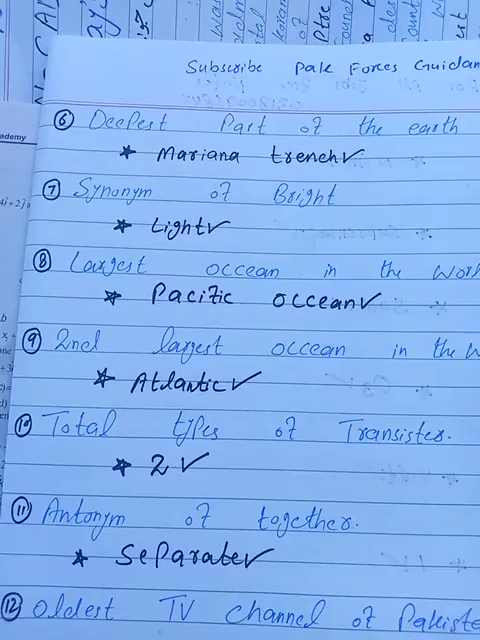 Subscribe Pak Forces Guidan
⑥ Deepest Part of the earth
* Mariana trench✓
⑦ Synonym of Bright
* Light✓
⑧ Largest occean in the Wor
* Pacific occean✓
⑨ 2nd largest occean in the W
* Atlantic✓
⑩ Total types of Transister.
* 2 ✓
⑪ Antonym of together.
* Separate✓
⑫ Oldest TV channel of Pakiste